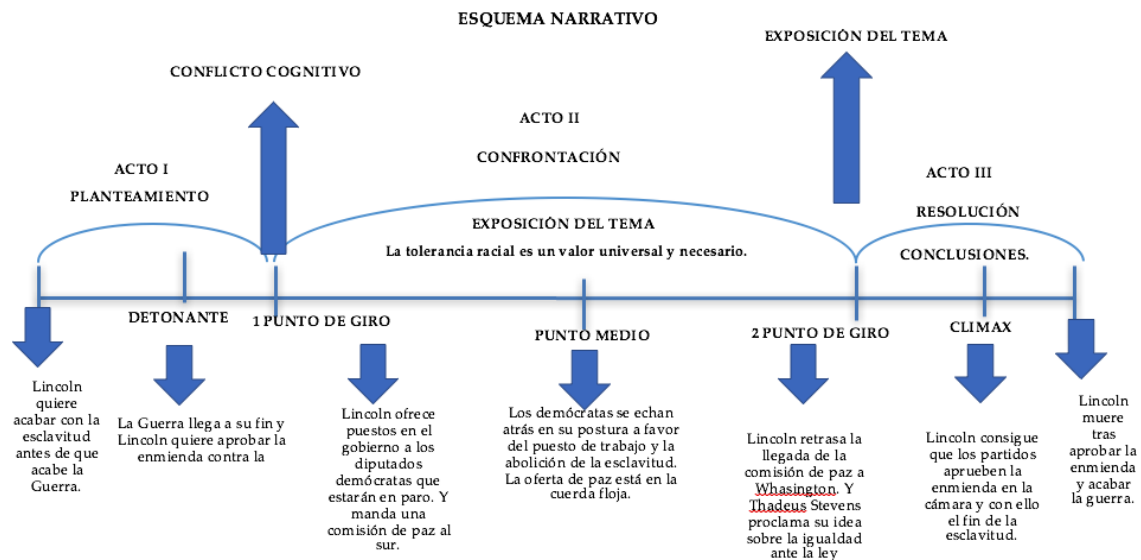 ESQUEMA NARRATIVO
EXPOSICIÓN DEL TEMA
CONFLICTO COGNITIVO
ACTO II
CONFRONTACIÓN
ACTO I
PLANTEAMIENTO
ACTO III
RESOLUCIÓN
EXPOSICIÓN DEL TEMA
La tolerancia racial es un valor universal y necesario.
CONCLUSIONES.
DETONANTE
1 PUNTO DE GIRO
PUNTO MEDIO
2 PUNTO DE GIRO
CLIMAX
Lincoln
quiere
acabar con la
esclavitud
antes de que
acabe la
Guerra.
La Guerra llega a su fin y
Lincoln quiere aprobar la
enmienda contra la
Lincoln ofrece
puestos en el
gobierno a los
diputados
demócratas que
estarán en paro. Y
manda una
comisión de paz al
sur.
Los demócratas se echan
atrás en su postura a favor
del puesto de trabajo y la
abolición de la esclavitud.
La oferta de paz está en la
cuerda floja.
Lincoln retrasa la
llegada de la
comisión de paz a
Whasington. Y
Thadeus Stevens
proclama su idea
sobre la igualdad
ante la ley
Lincoln consigue
que los partidos
aprueben la
enmienda en la
cámara y con ello
el fin de la
esclavitud.
Lincoln
muere
tras
aprobar la
enmienda
y acabar
la guerra.